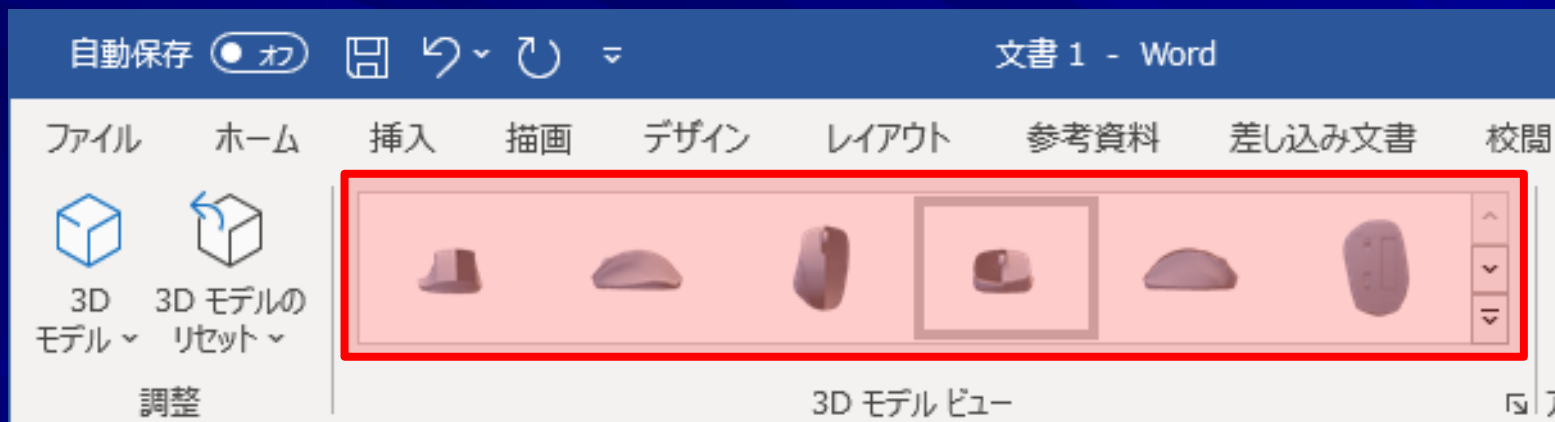 自動保存 オフ 文書 1 - Word
ファイル ホーム 挿入 描画 デザイン レイアウト 参考資料 差し込み文書 校閲
3D モデル
3D モデルの リセット
調整 3D モデル ビュー